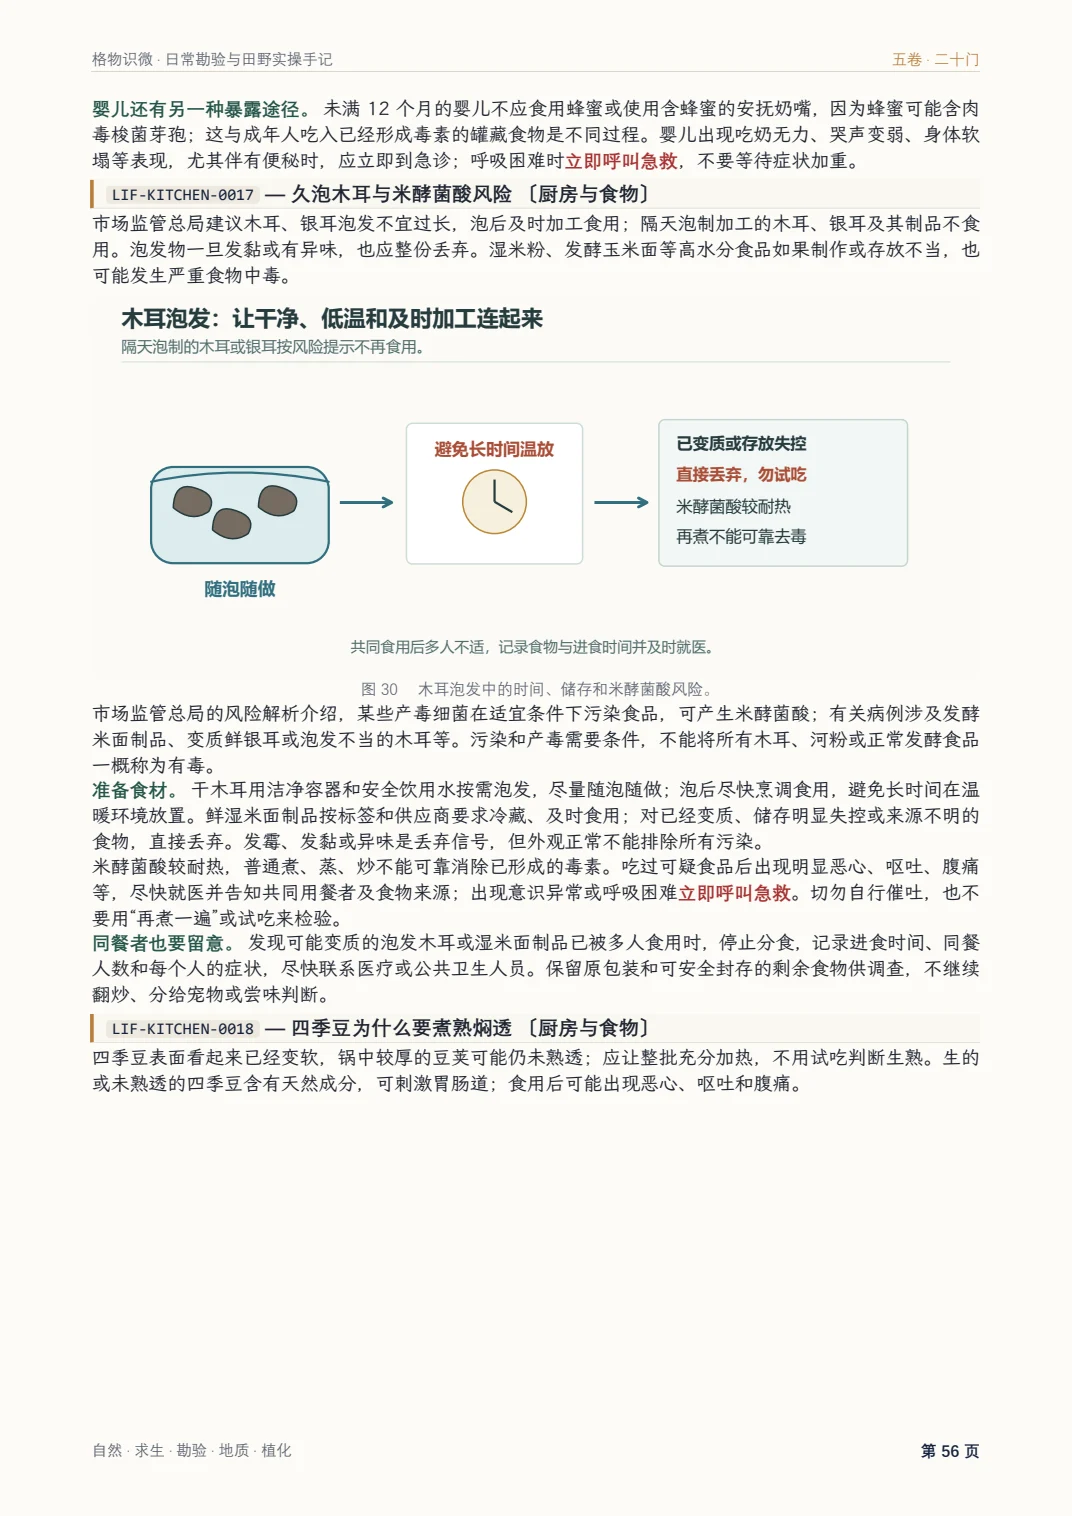 格物识微 · 日常勘验与田野实操手记
五卷 · 二十门
婴儿还有另一种暴露途径。 未满 12 个月的婴儿不应食用蜂蜜或使用含蜂蜜的安抚奶嘴，因为蜂蜜可能含肉
毒梭菌芽孢；这与成年人吃入已经形成毒素的罐藏食物是不同过程。婴儿出现吃奶无力、哭声变弱、身体软
塌等表现，尤其伴有便秘时，应立即到急诊；呼吸困难时立即呼叫急救，不要等待症状加重。
LIF-KITCHEN-0017 — 久泡木耳与米酵菌酸风险 〔厨房与食物〕
市场监管总局建议木耳、银耳泡发不宜过长，泡后及时加工食用；隔天泡制加工的木耳、银耳及其制品不食
用。泡发物一旦发黏或有异味，也应整份丢弃。湿米粉、发酵玉米面等高水分食品如果制作或存放不当，也
可能发生严重食物中毒。
木耳泡发：让干净、低温和及时加工连起来
隔天泡制的木耳或银耳按风险提示不再食用。
随泡随做
避免长时间温放
已变质或存放失控
直接丢弃，勿试吃
米酵菌酸较耐热
再煮不能可靠去毒
共同食用后多人不适，记录食物与进食时间并及时就医。
图 30 木耳泡发中的时间、储存和米酵菌酸风险。
市场监管总局的风险解析介绍，某些产毒细菌在适宜条件下污染食品，可产生米酵菌酸；有关病例涉及发酵
米面制品、变质鲜银耳或泡发不当的木耳等。污染和产毒需要条件，不能将所有木耳、河粉或正常发酵食品
一概称为有毒。
准备食材。 干木耳用洁净容器和安全饮用水按需泡发，尽量随泡随做；泡后尽快烹调食用，避免长时间在温
暖环境放置。鲜湿米面制品按标签和供应商要求冷藏、及时食用；对已经变质、储存明显失控或来源不明的
食物，直接丢弃。发霉、发黏或异味是丢弃信号，但外观正常不能排除所有污染。
米酵菌酸较耐热，普通煮、蒸、炒不能可靠消除已形成的毒素。吃过可疑食品后出现明显恶心、呕吐、腹痛
等，尽快就医并告知共同用餐者及食物来源；出现意识异常或呼吸困难立即呼叫急救。切勿自行催吐，也不
要用“再煮一遍”或试吃来检验。
同餐者也要留意。 发现可能变质的泡发木耳或湿米面制品已被多人食用时，停止分食，记录进食时间、同餐
人数和每个人的症状，尽快联系医疗或公共卫生人员。保留原包装和可安全封存的剩余食物供调查，不继续
翻炒、分给宠物或尝味判断。
LIF-KITCHEN-0018 — 四季豆为什么要煮熟焖透 〔厨房与食物〕
四季豆表面看起来已经变软，锅中较厚的豆荚可能仍未熟透；应让整批充分加热，不用试吃判断生熟。生的
或未熟透的四季豆含有天然成分，可刺激胃肠道；食用后可能出现恶心、呕吐和腹痛。
自然 · 求生 · 勘验 · 地质 · 植化
第 56 页